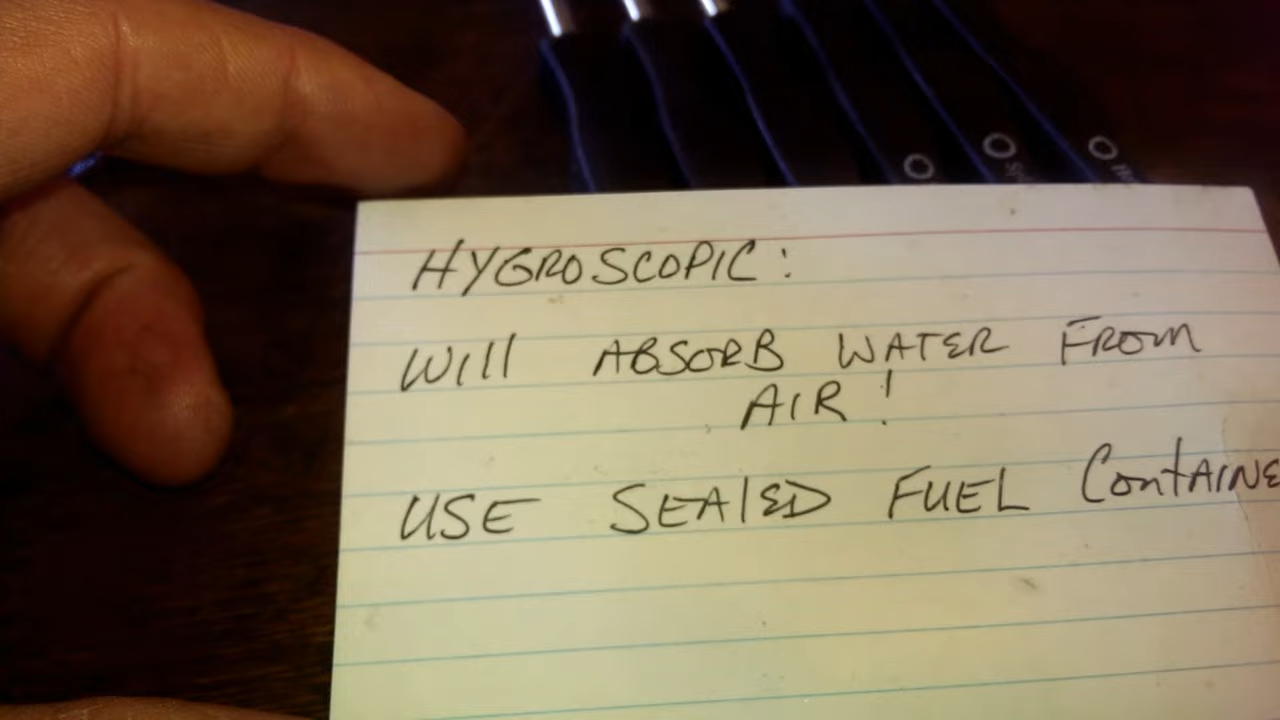 HYGROSCOPIC:
Will ABSORB WATER FROM
AIR!
USE SEAlED FUEL ContAINE